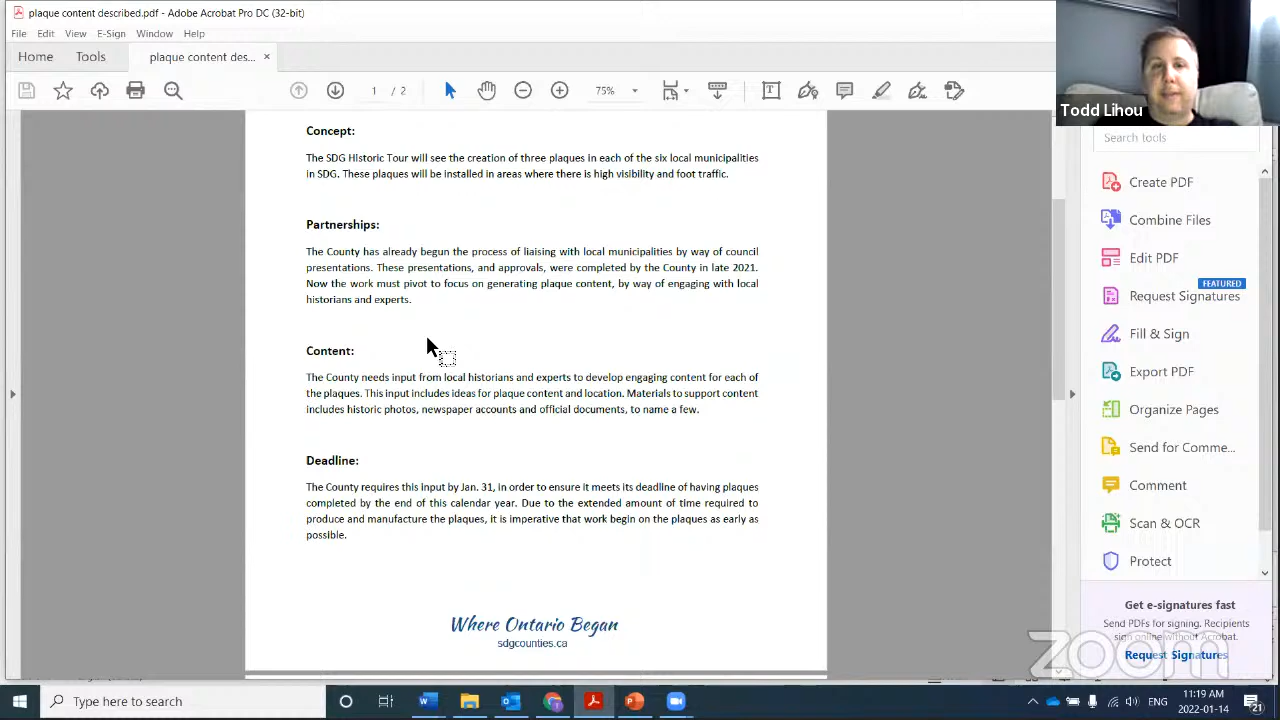 plaque content described.pdf - Adobe Acrobat Pro DC (32-bit)
File Edit View E-Sign Window Help
Home Tools plaque content des... ×
1 / 2 75%
Todd Lihou
Concept:
The SDG Historic Tour will see the creation of three plaques in each of the six local municipalities
in SDG. These plaques will be installed in areas where there is high visibility and foot traffic.
Partnerships:
The County has already begun the process of liaising with local municipalities by way of council
presentations. These presentations, and approvals, were completed by the County in late 2021.
Now the work must pivot to focus on generating plaque content, by way of engaging with local
historians and experts.
Content:
The County needs input from local historians and experts to develop engaging content for each of
the plaques. This input includes ideas for plaque content and location. Materials to support content
includes historic photos, newspaper accounts and official documents, to name a few.
Deadline:
The County requires this input by Jan. 31, in order to ensure it meets its deadline of having plaques
completed by the end of this calendar year. Due to the extended amount of time required to
produce and manufacture the plaques, it is imperative that work begin on the plaques as early as
possible.
Where Ontario Began
sdgcounties.ca
Search tools
Create PDF
Combine Files
Edit PDF
FEATURED
Request Signatures
Fill & Sign
Export PDF
Organize Pages
Send for Comme...
Comment
Scan & OCR
Protect
Get e-signatures fast
Send PDFs for signing. Recipients
sign online without Acrobat.
Request Signatures
zoom
Type here to search
ENG
11:19 AM
2022-01-14
21